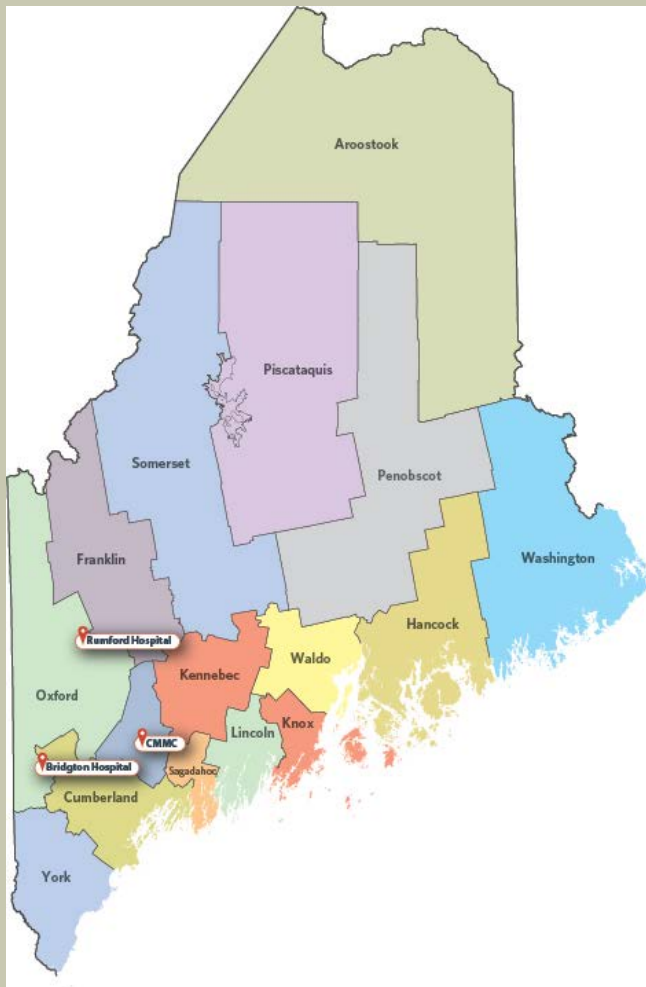 Aroostook
Piscataquis
Somerset
Penobscot
Franklin
Washington
Hancock
Rumford Hospital
Waldo
Kennebec
Oxford
Knox
Lincoln
CMMC
Bridgton Hospital
Sagadahoc
Cumberland
York